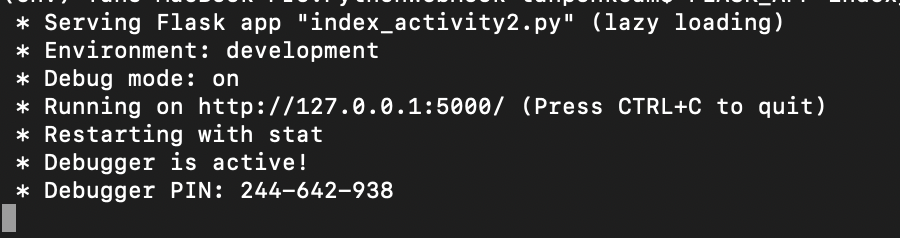 * Serving Flask app "index_activity2.py" (lazy loading)
* Environment: development
* Debug mode: on
* Running on http://127.0.0.1:5000/ (Press CTRL+C to quit)
* Restarting with stat
* Debugger is active!
* Debugger PIN: 244-642-938